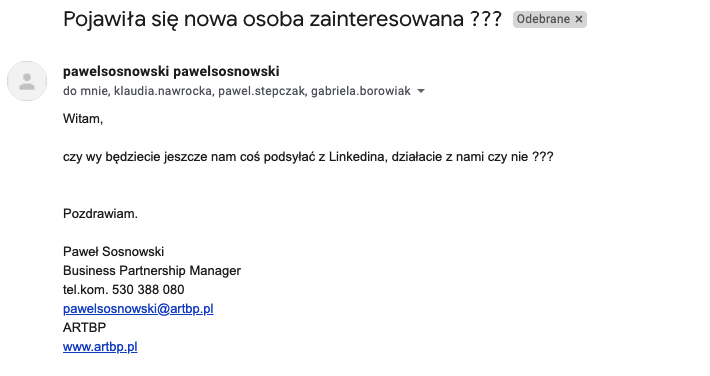 Pojawiła się nowa osoba zainteresowana ??? Odebrane ×
pawelsosnowski pawelsosnowski
do mnie, klaudia.nawrocka, pawel.stepczak, gabriela.borowiak
Witam,
czy wy będziecie jeszcze nam coś podsyłać z Linkedina, działacie z nami czy nie ???
Pozdrawiam.
Paweł Sosnowski
Business Partnership Manager
tel.kom. 530 388 080
pawelsosnowski@artbp.pl
ARTBP
www.artbp.pl